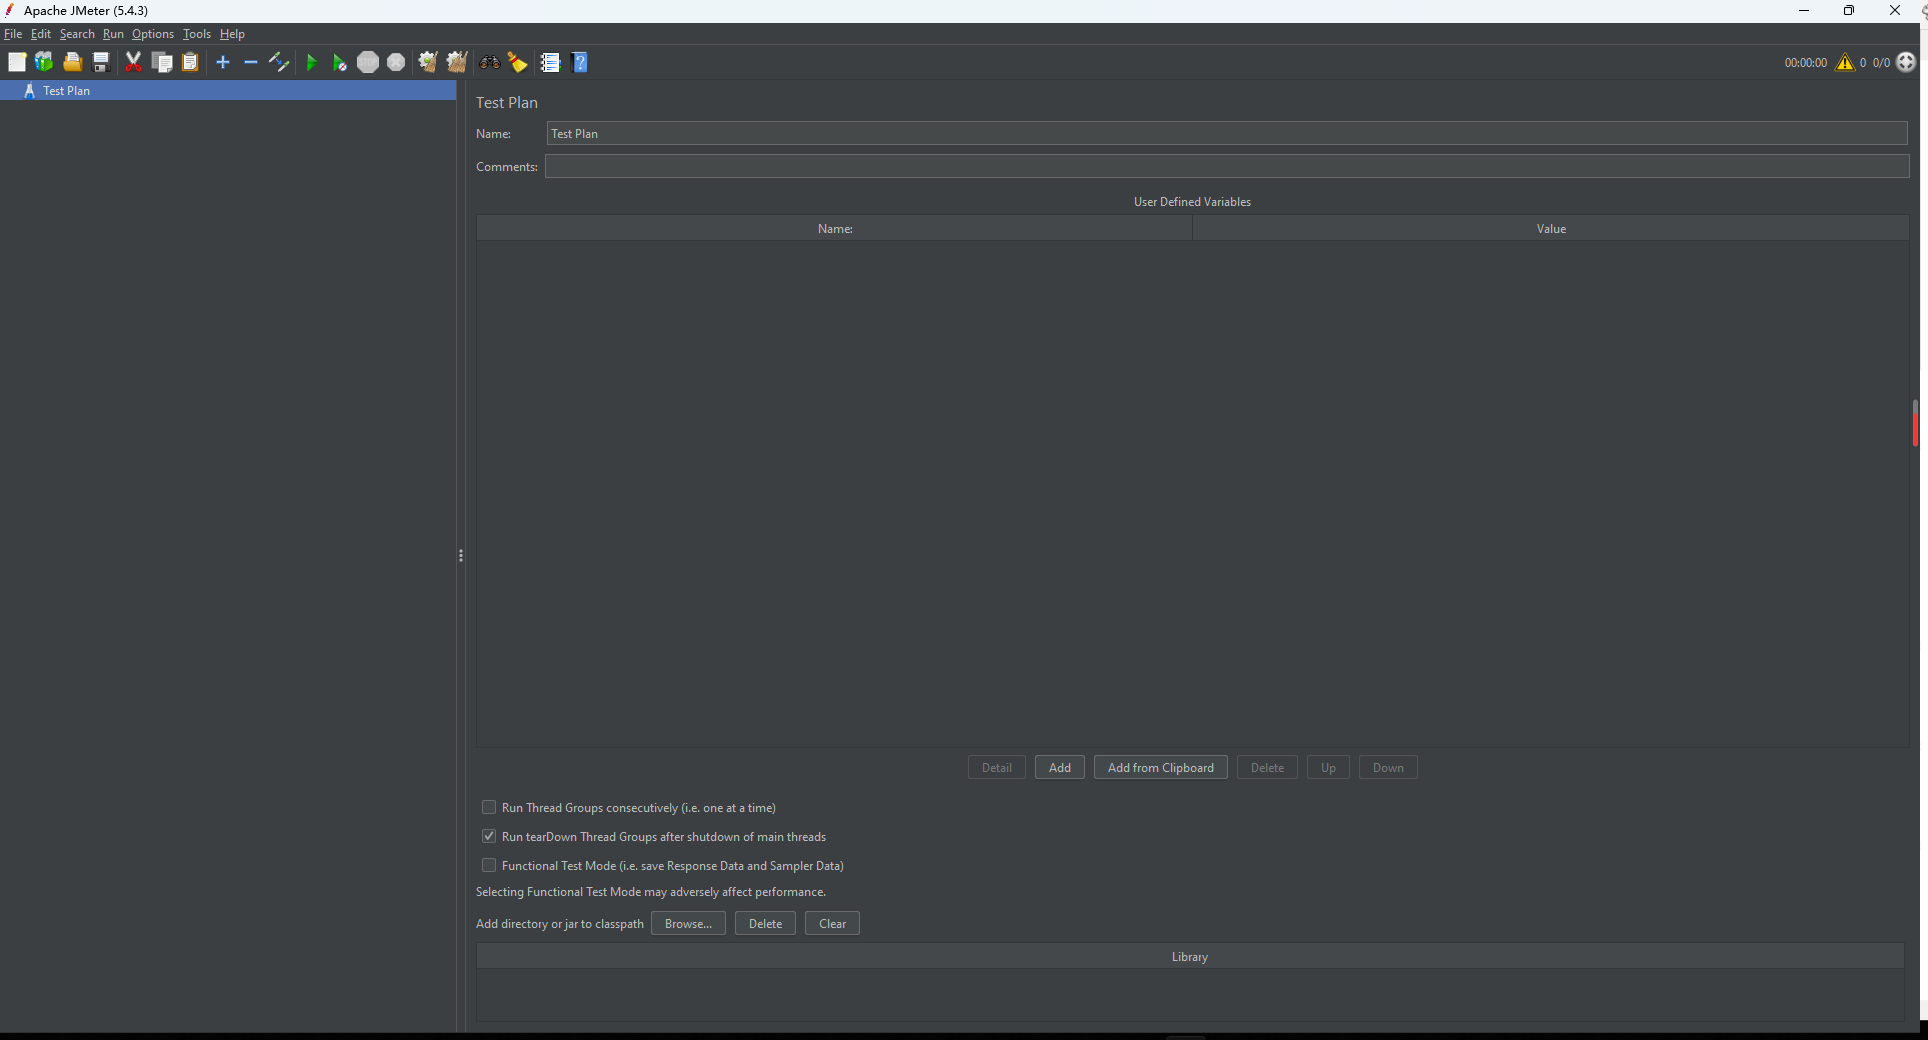 Apache JMeter (5.4.3)
File Edit Search Run Options Tools Help
00:00:00 0 0/0
Test Plan
Test Plan
Name: Test Plan
Comments:
User Defined Variables
Name: Value
Detail Add Add from Clipboard Delete Up Down
Run Thread Groups consecutively (i.e. one at a time)
Run tearDown Thread Groups after shutdown of main threads
Functional Test Mode (i.e. save Response Data and Sampler Data)
Selecting Functional Test Mode may adversely affect performance.
Add directory or jar to classpath Browse... Delete Clear
Library